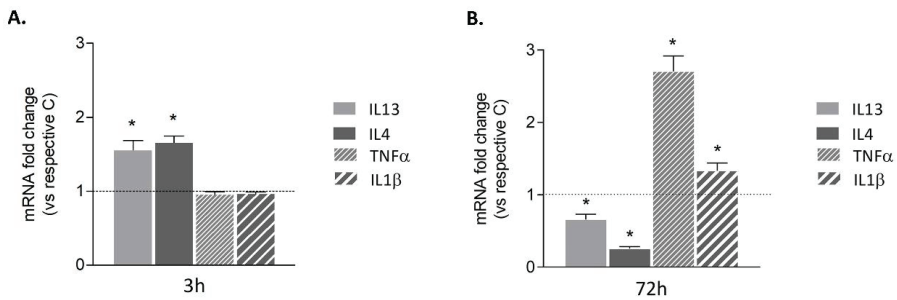 A.
mRNA fold change
(vs respective C)
3
2
1
0
*
*
3h
IL13
IL4
TNFα
IL1β
B.
mRNA fold change
(vs respective C)
3
2
1
0
*
*
*
*
72h
IL13
IL4
TNFα
IL1β